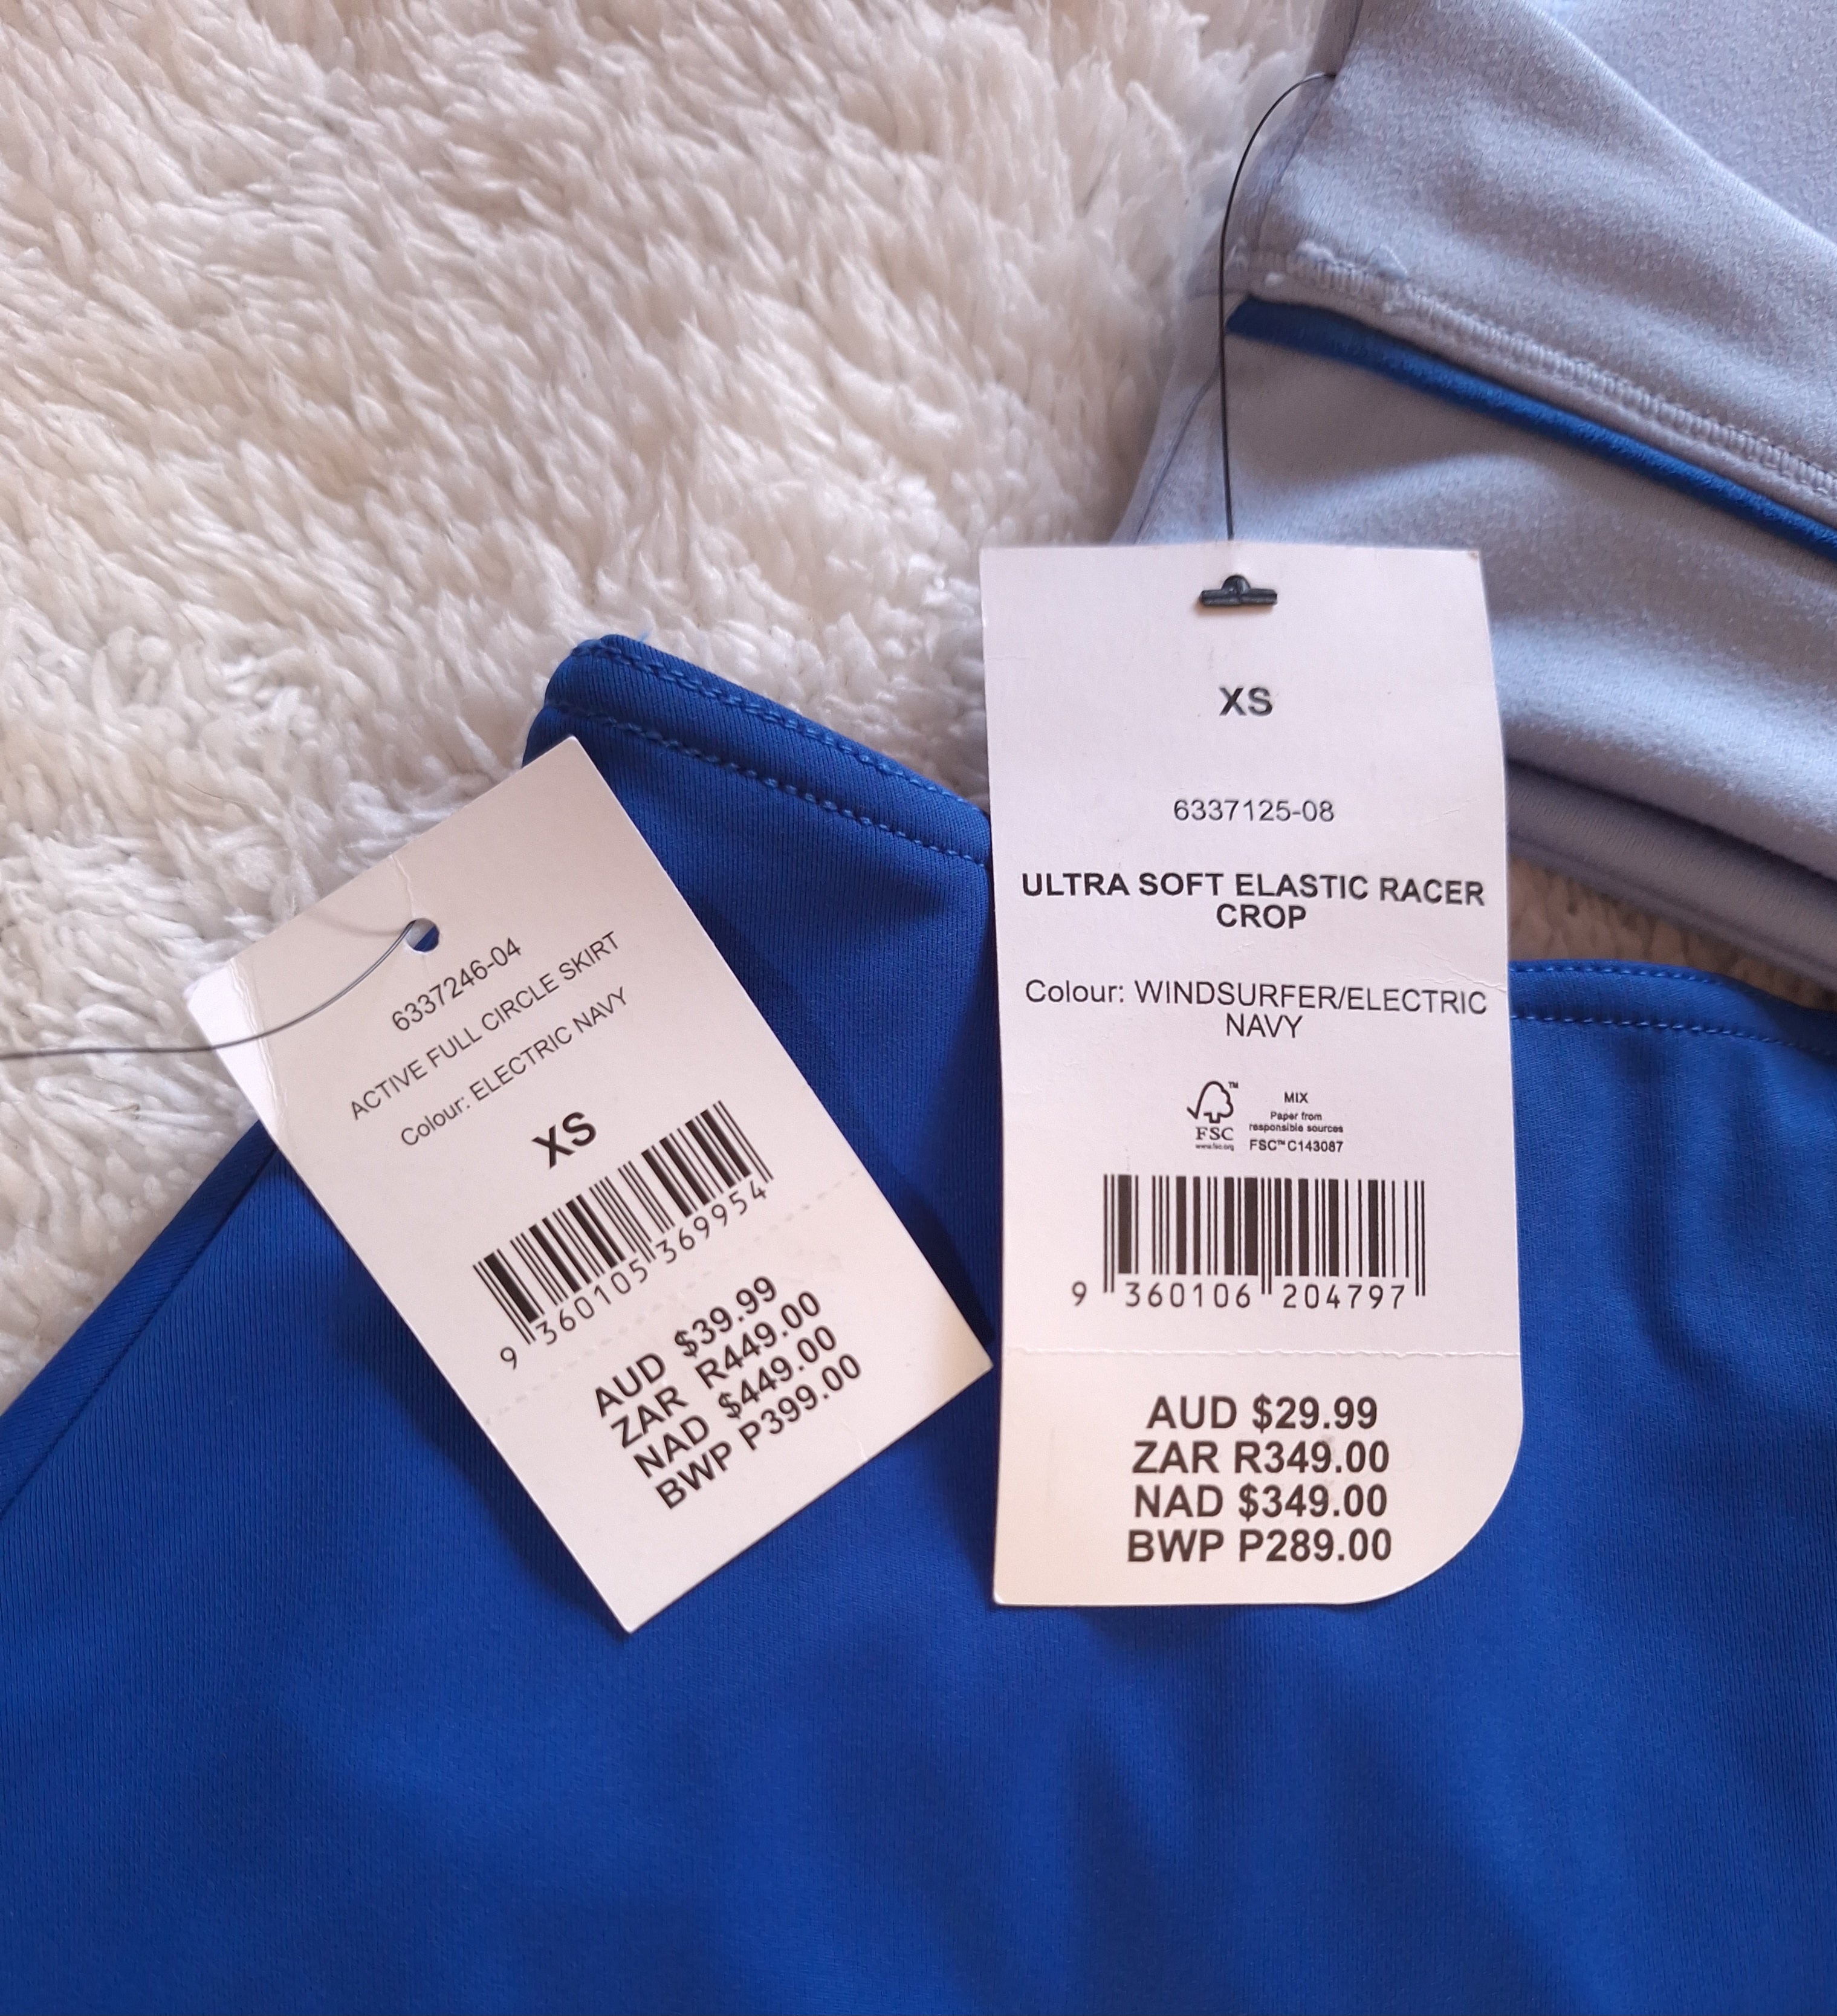 6337246-04
ACTIVE FULL CIRCLE SKIRT
Colour: ELECTRIC NAVY
XS
9 360105 369954
AUD $39.99
ZAR R449.00
NAD $449.00
BWP P399.00
XS
6337125-08
ULTRA SOFT ELASTIC RACER
CROP
Colour: WINDSURFER/ELECTRIC
NAVY
FSC
www.fsc.org
MIX
Paper from
responsible sources
FSC™ C143087
9 360106 204797
AUD $29.99
ZAR R349.00
NAD $349.00
BWP P289.00